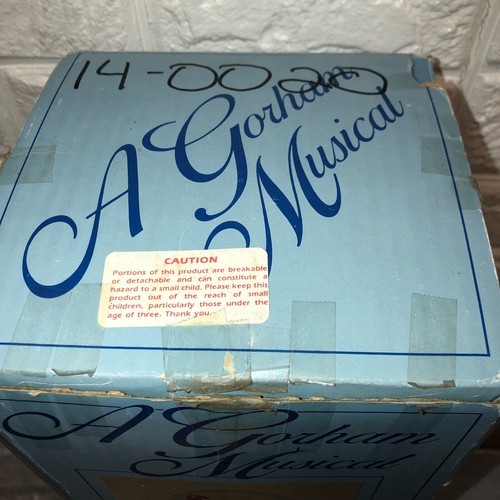 14-00 20
A Gorham
Musical
CAUTION
Portions of this product are breakable
or detachable and can constitute a
hazard to a small child. Please keep this
product out of the reach of small
children, particularly those under the
age of three. Thank you.
A Gorham
Musical